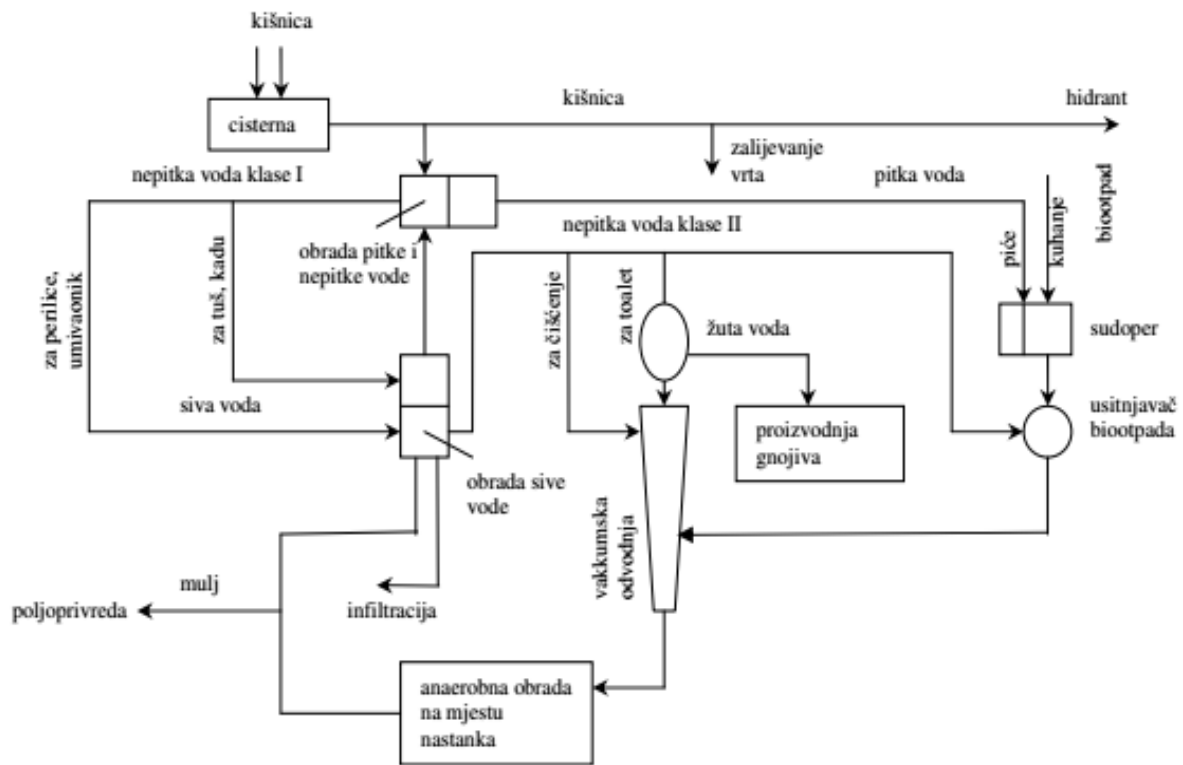 kišnica
cisterna
kišnica
hidrant
zalijevanje
vrta
nepitka voda klase I
pitka voda
nepitka voda klase II
obrada pitke i
nepitke vode
za perilice,
umivaonik
za tuš, kadu
za čišćenje
za toalet
žuta voda
piće
kuhanje
biootpad
sudoper
siva voda
proizvodnja
gnojiva
usitnjavač
biootpada
obrada sive
vode
vakkumska
odvodnja
mulj
poljoprivreda
infiltracija
anaerobna obrada
na mjestu
nastanka